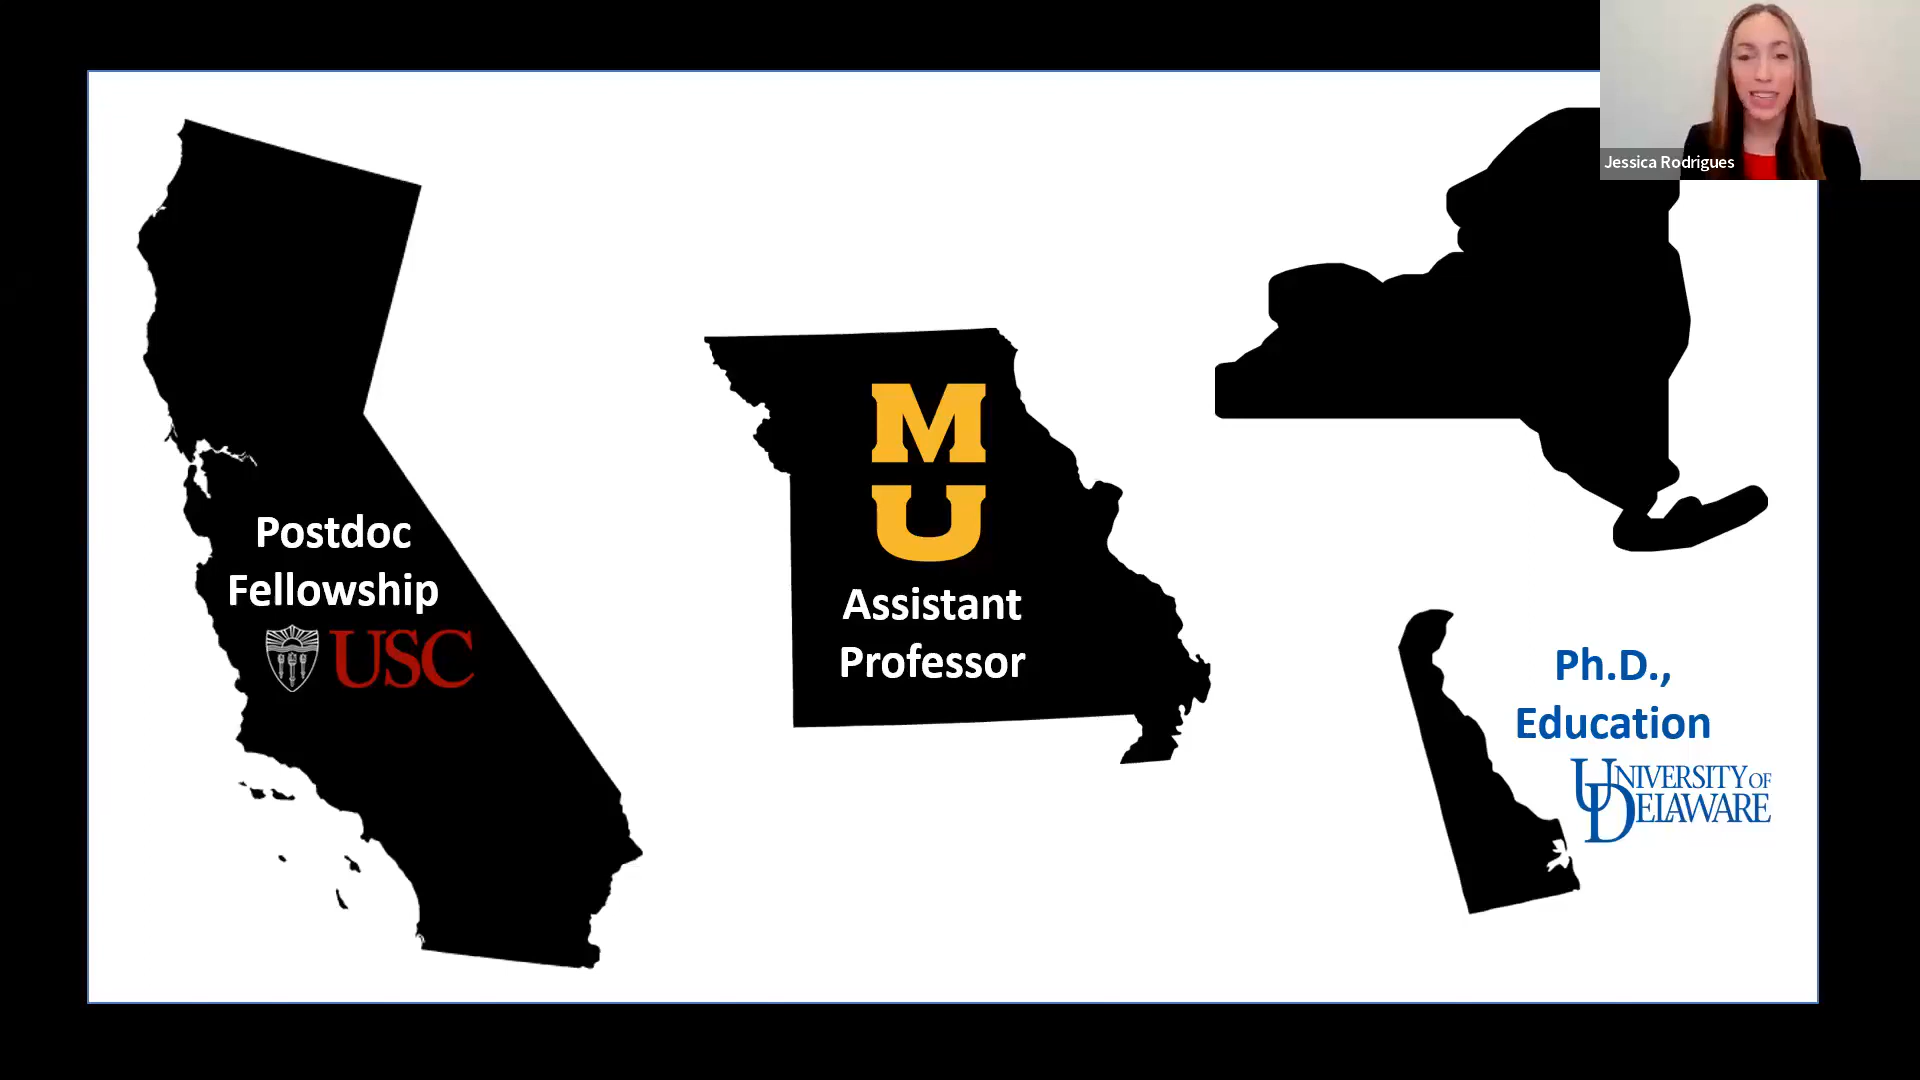 Jessica Rodrigues
Postdoc
Fellowship
USC
M
U
Assistant
Professor
Ph.D.,
Education
UNIVERSITY OF
DELAWARE